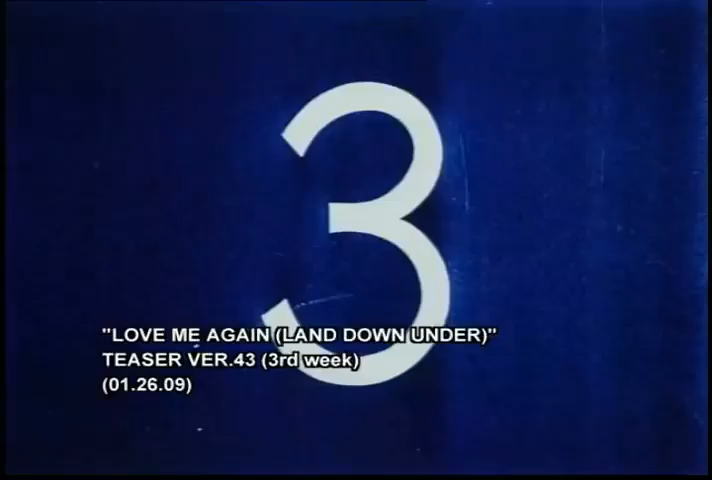 3
"LOVE ME AGAIN (LAND DOWN UNDER)"
TEASER VER.43 (3rd week)
(01.26.09)